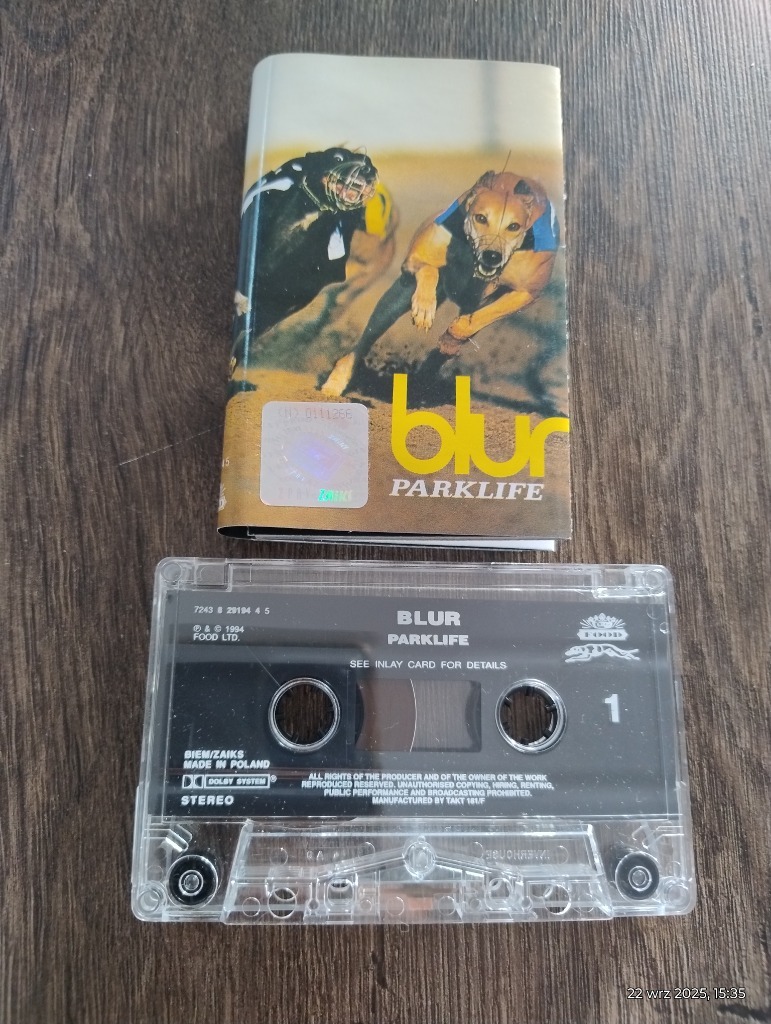 blur
PARKLIFE
7243 8 29194 4 5
BLUR
℗ & © 1994
FOOD LTD.
PARKLIFE
FOOD
SEE INLAY CARD FOR DETAILS
1
BIEM/ZAIKS
MADE IN POLAND
DOLBY SYSTEM®
STEREO
ALL RIGHTS OF THE PRODUCER AND OF THE OWNER OF THE WORK
REPRODUCED RESERVED. UNAUTHORISED COPYING, HIRING, RENTING,
PUBLIC PERFORMANCE AND BROADCASTING PROHIBITED.
MANUFACTURED BY TAKT 181/F
22 wrz 2025, 15:35